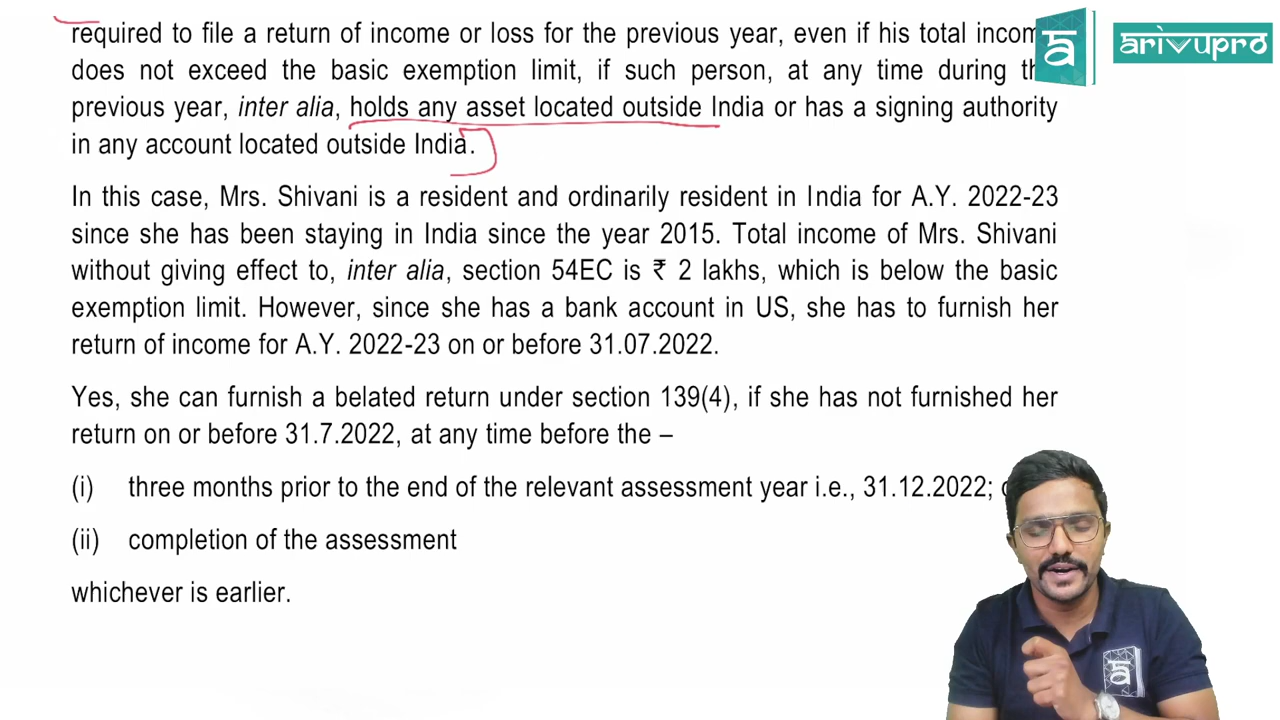 required to file a return of income or loss for the previous year, even if his total
does not exceed the basic exemption limit, if such person, at any time during
previous year, inter alia, holds any asset located outside India or has a signing authority
in any account located outside India.
In this case, Mrs. Shivani is a resident and ordinarily resident in India for A.Y. 2022-23
since she has been staying in India since the year 2015. Total income of Mrs. Shivani
without giving effect to, inter alia, section 54EC is ₹ 2 lakhs, which is below the basic
exemption limit. However, since she has a bank account in US, she has to furnish her
return of income for A.Y. 2022-23 on or before 31.07.2022.
Yes, she can furnish a belated return under section 139(4), if she has not furnished her
return on or before 31.7.2022, at any time before the –
(i) three months prior to the end of the relevant assessment year i.e., 31.12.2022;
(ii) completion of the assessment
whichever is earlier.
arivupro